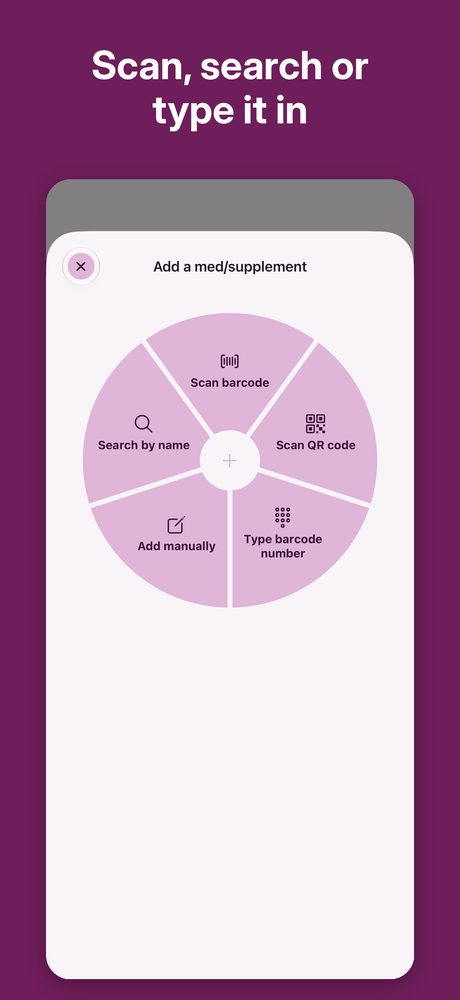 Scan, search or
type it in
Add a med/supplement
Scan barcode
Search by name
Scan QR code
Add manually
Type barcode
number